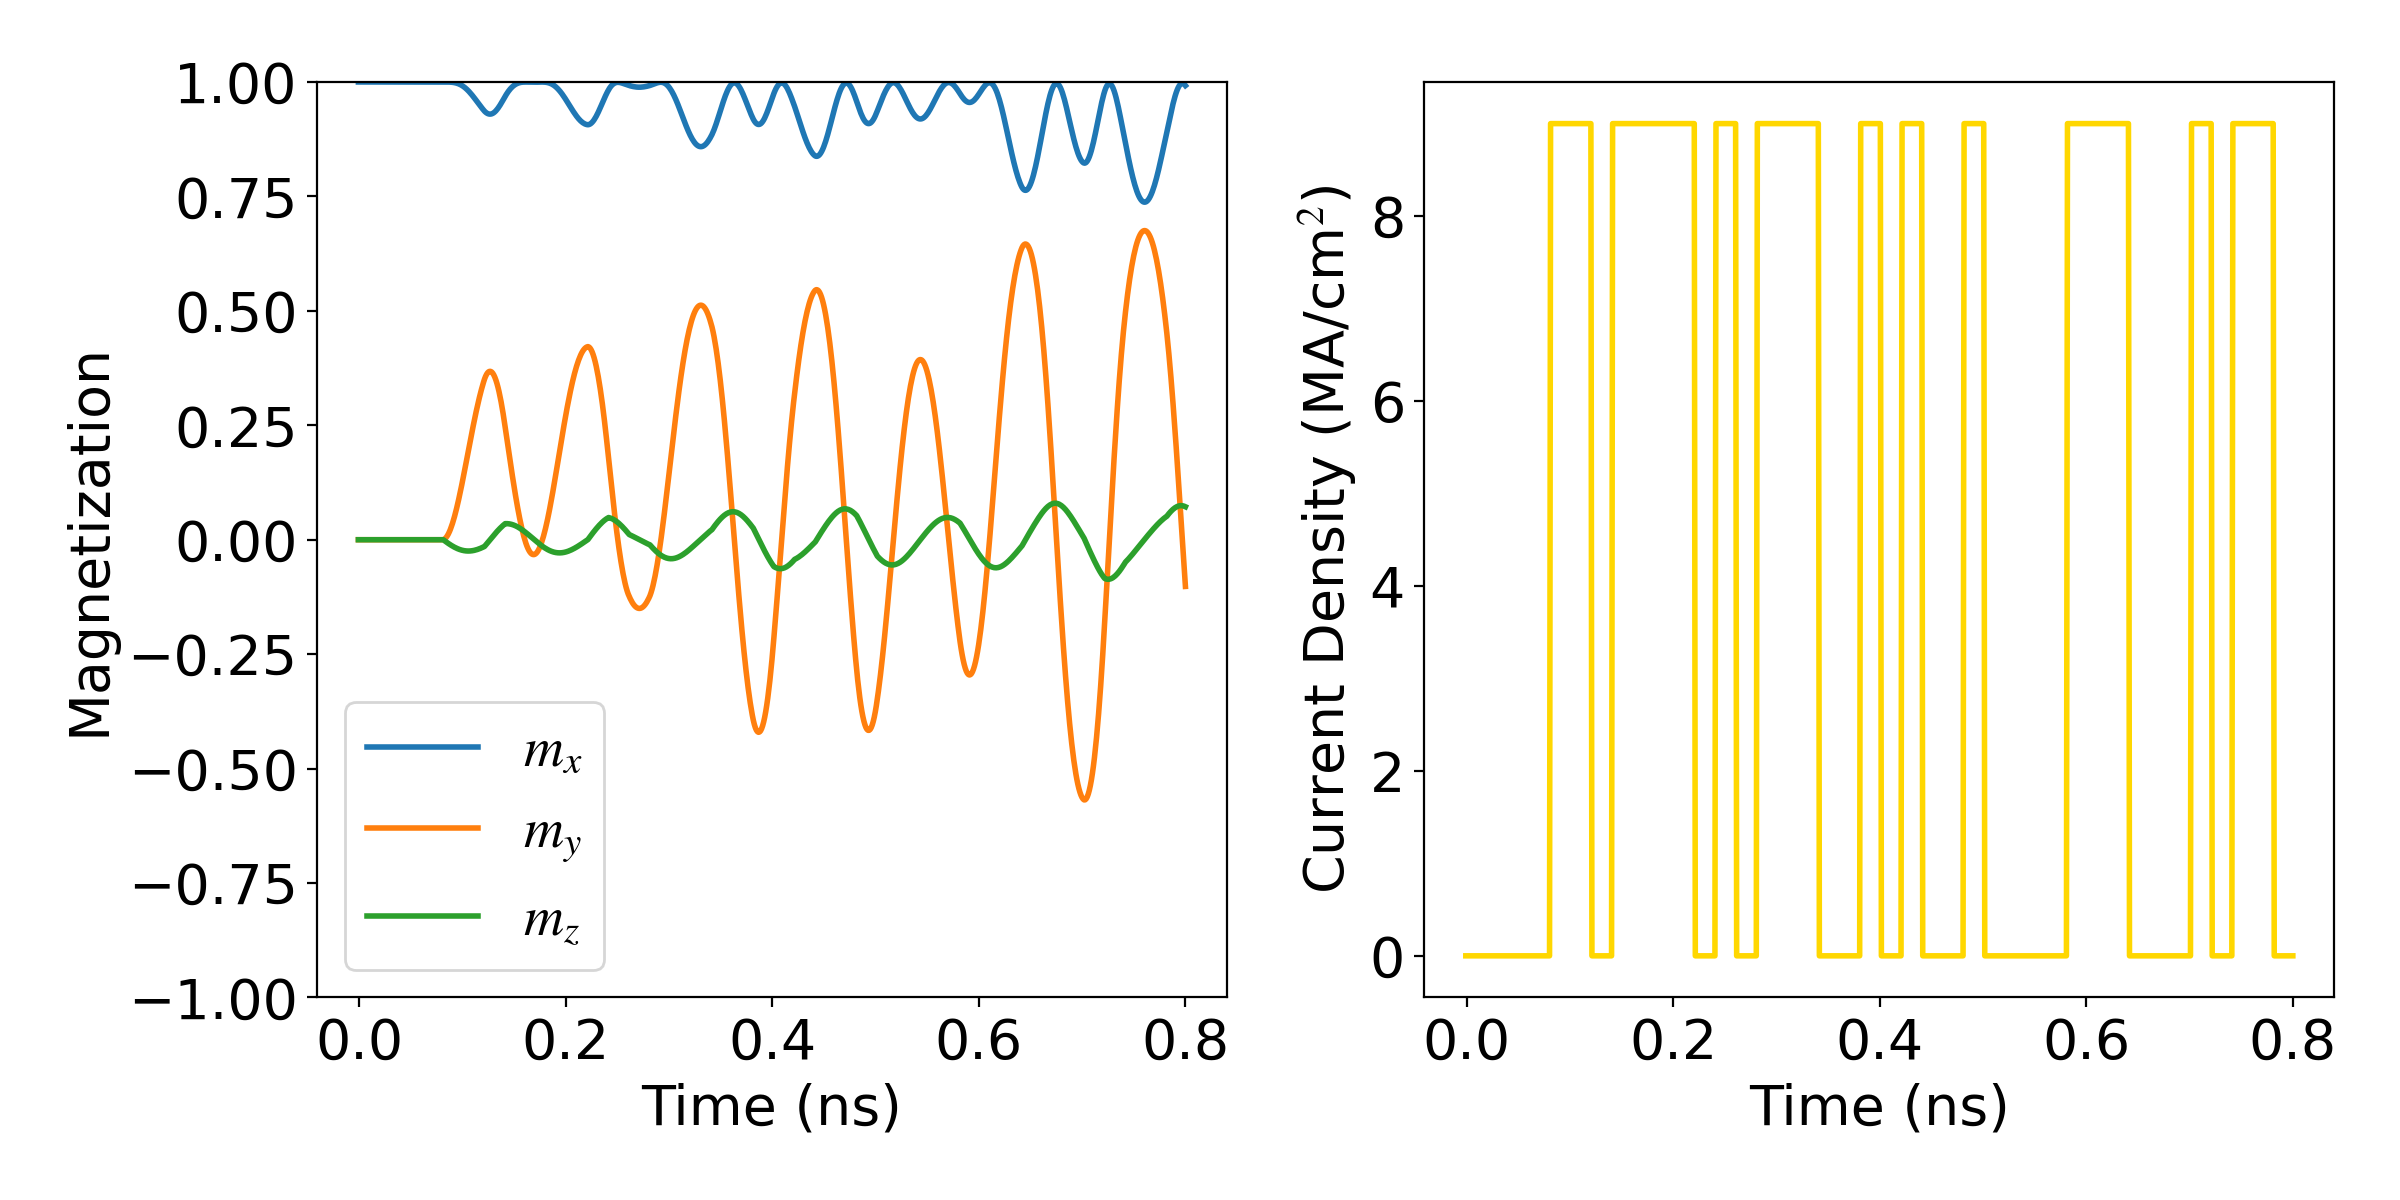 Magnetization
1.00
0.75
0.50
0.25
0.00
−0.25
−0.50
−0.75
−1.00
m_x
m_y
m_z
0.0 0.2 0.4 0.6 0.8
Time (ns)
Current Density (MA/cm²)
8
6
4
2
0
0.0 0.2 0.4 0.6 0.8
Time (ns)